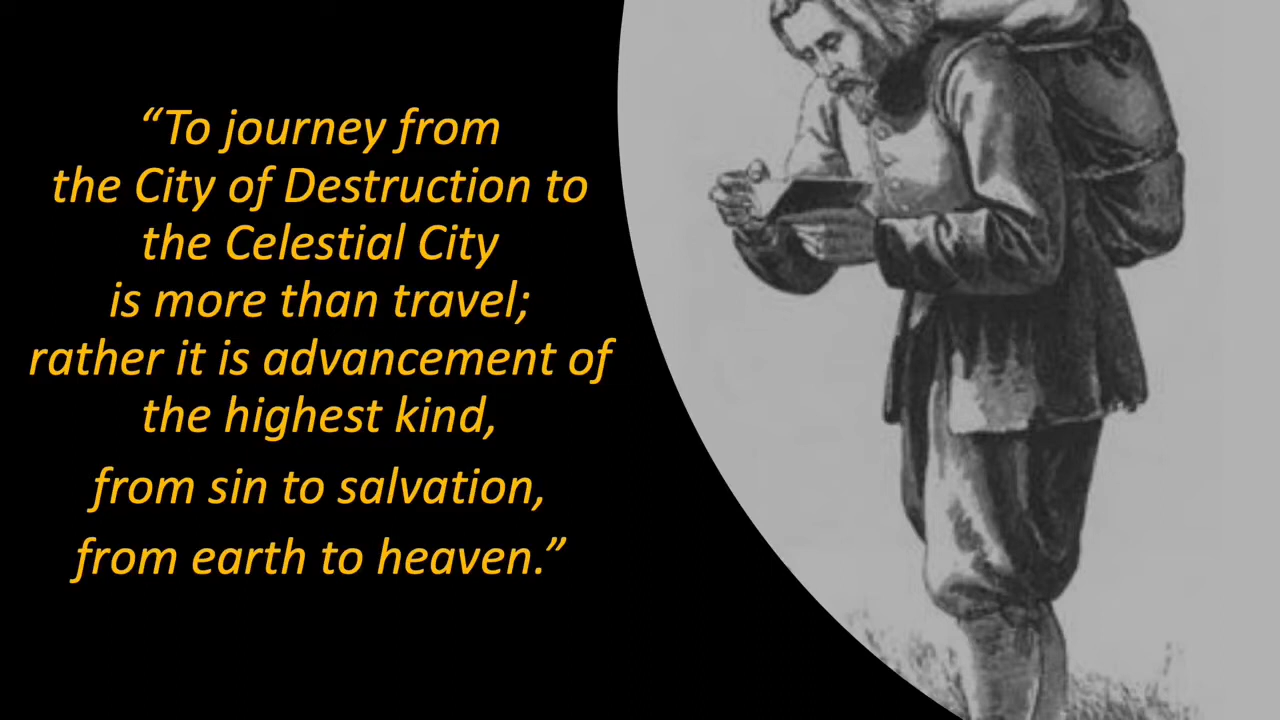 “To journey from
the City of Destruction to
the Celestial City
is more than travel;
rather it is advancement of
the highest kind,
from sin to salvation,
from earth to heaven.”